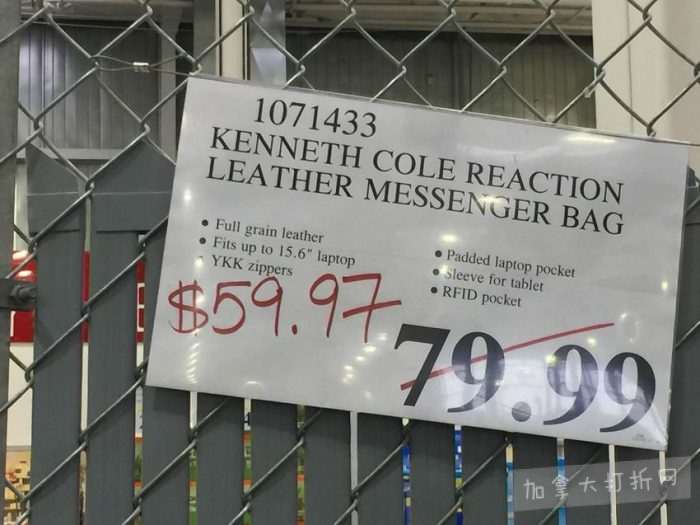 1071433
KENNETH COLE REACTION
LEATHER MESSENGER BAG
• Full grain leather
• Fits up to 15.6" laptop
• YKK zippers
• Padded laptop pocket
• Sleeve for tablet
• RFID pocket
$59.97
79.99
加拿大打折网